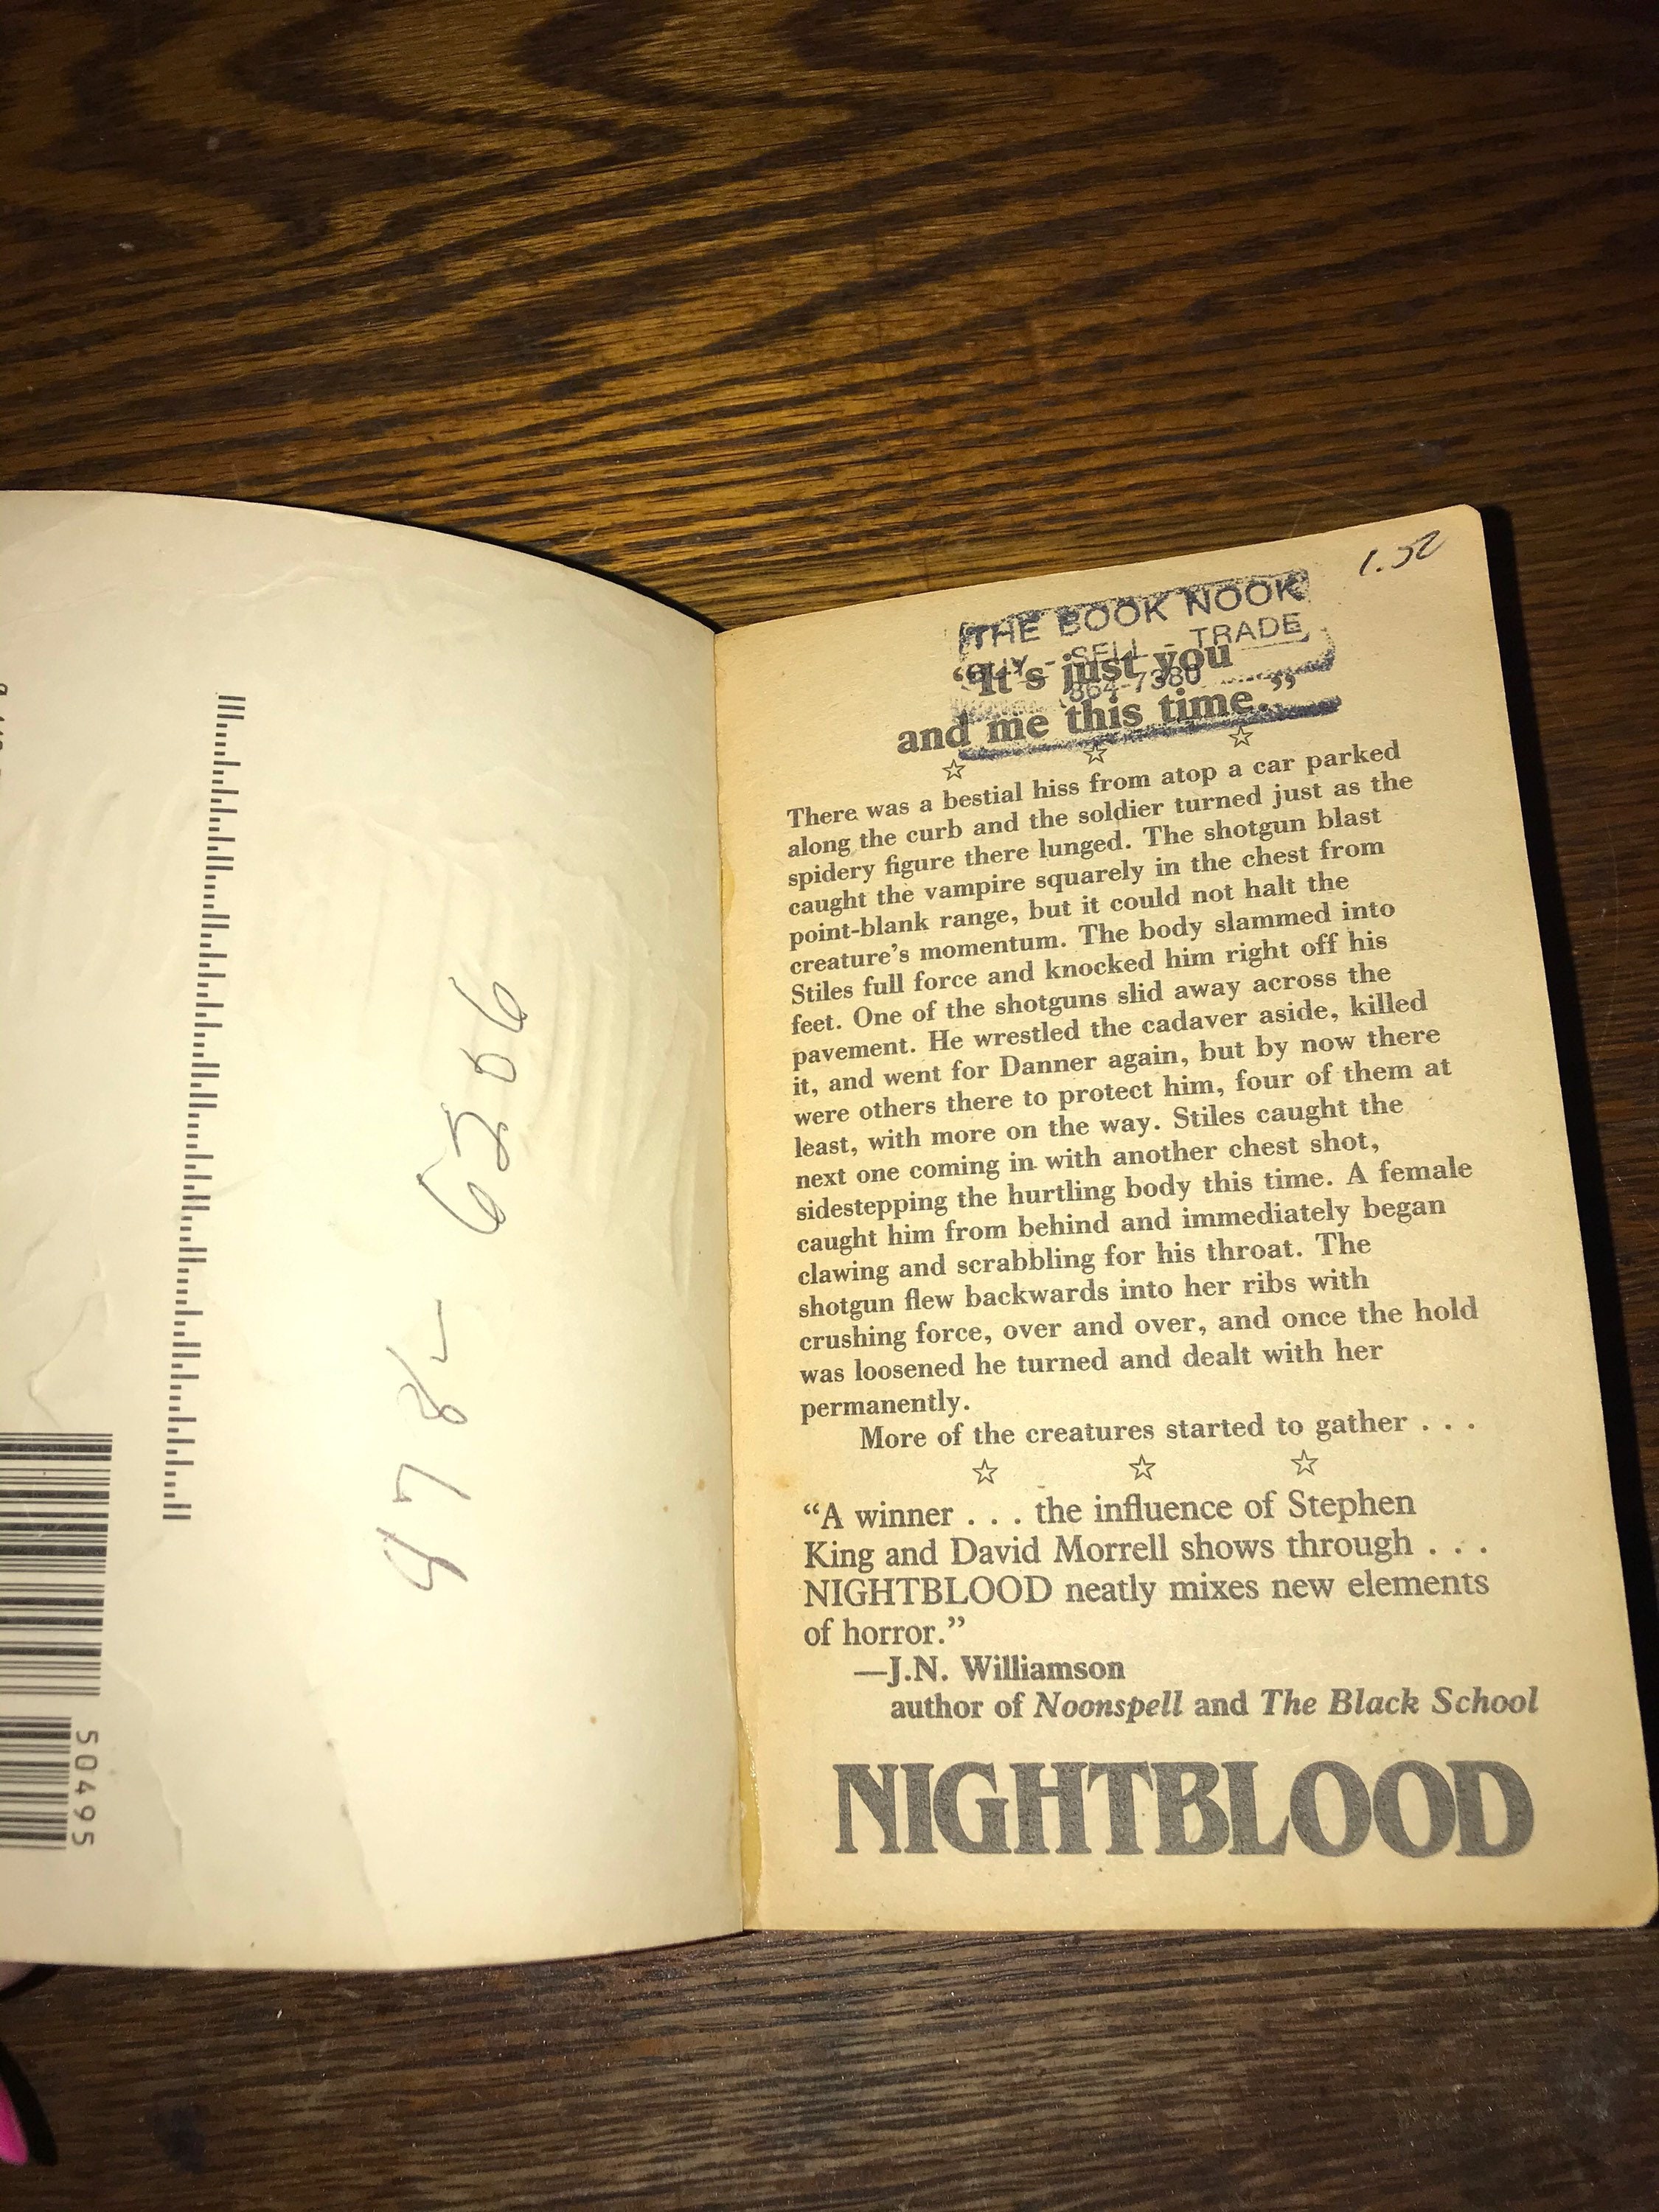 50495
478-6206
1.50
THE BOOK NOOK
BUY - SELL - TRADE
864-7380
“It’s just you
and me this time.”
☆ ☆ ☆
There was a bestial hiss from atop a car parked
along the curb and the soldier turned just as the
spidery figure there lunged. The shotgun blast
caught the vampire squarely in the chest from
point-blank range, but it could not halt the
creature’s momentum. The body slammed into
Stiles full force and knocked him right off his
feet. One of the shotguns slid away across the
pavement. He wrestled the cadaver aside, killed
it, and went for Danner again, but by now there
were others there to protect him, four of them at
least, with more on the way. Stiles caught the
next one coming in with another chest shot,
sidestepping the hurtling body this time. A female
caught him from behind and immediately began
clawing and scrabbling for his throat. The
shotgun flew backwards into her ribs with
crushing force, over and over, and once the hold
was loosened he turned and dealt with her
permanently.
More of the creatures started to gather . . .
☆ ☆ ☆
“A winner . . . the influence of Stephen
King and David Morrell shows through . . .
NIGHTBLOOD neatly mixes new elements
of horror.”
—J.N. Williamson
author of Noonspell and The Black School
NIGHTBLOOD